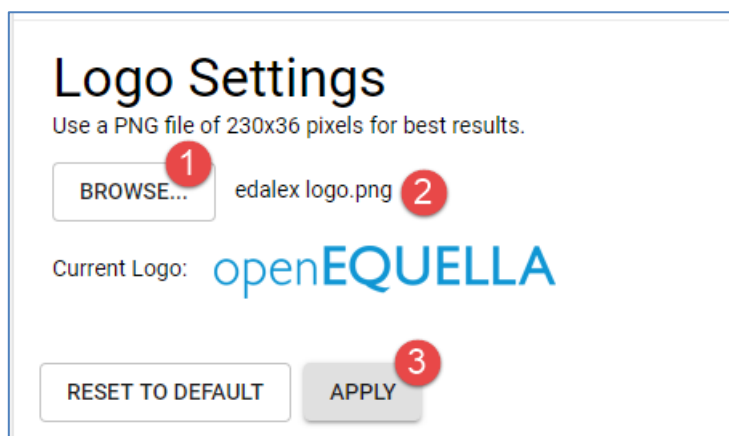 Logo Settings
Use a PNG file of 230x36 pixels for best results.
1
BROWSE... edalex logo.png 2
Current Logo: openEQUELLA
3
RESET TO DEFAULT APPLY